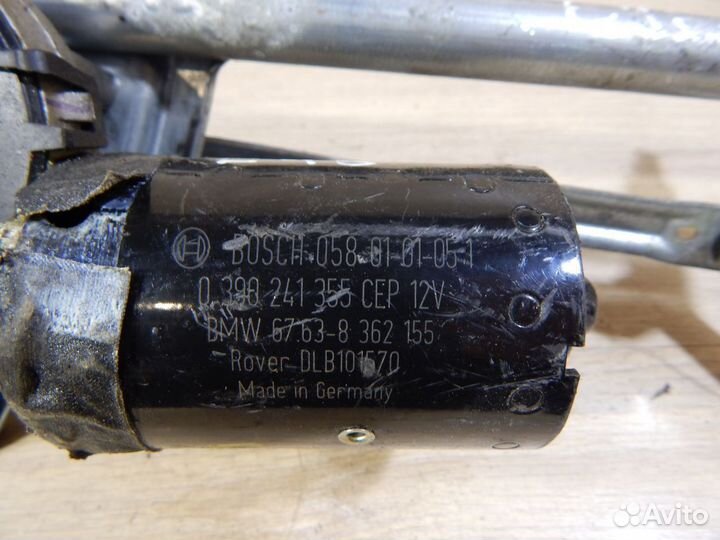 BOSCH 058-01-01-05-1
0 390 241 355 CEP 12V
BMW 67.63-8 362 155
Rover DLB101570
Made in Germany
Avito